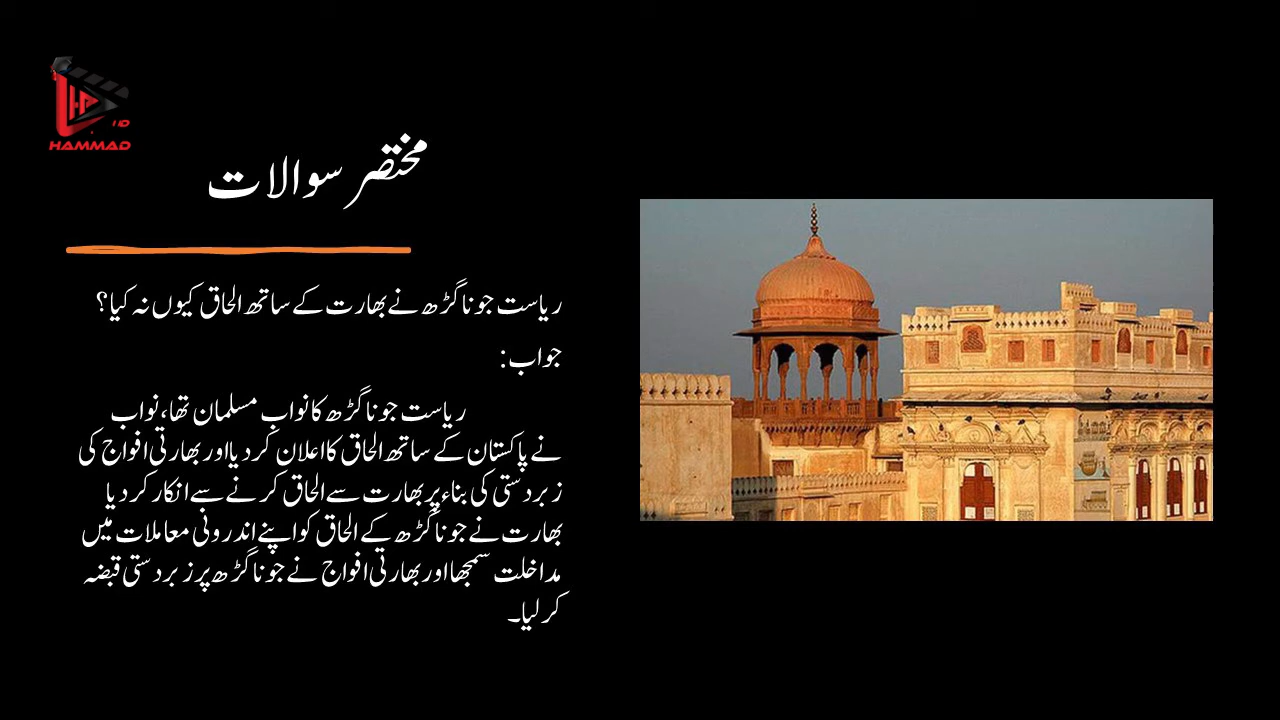 HD
HAMMAD
مختصر سوالات
ریاست جوناگڑھ نے بھارت کے ساتھ الحاق کیوں نہ کیا؟
جواب:
ریاست جوناگڑھ کا نواب مسلمان تھا، نواب
نے پاکستان کے ساتھ الحاق کا اعلان کر دیا اور بھارتی افواج کی
زبردستی کی بناء پر بھارت سے الحاق کرنے سے انکار کر دیا
بھارت نے جوناگڑھ کے الحاق کو اپنے اندرونی معاملات میں
مداخلت سمجھا اور بھارتی افواج نے جوناگڑھ پر زبردستی قبضہ
کر لیا۔